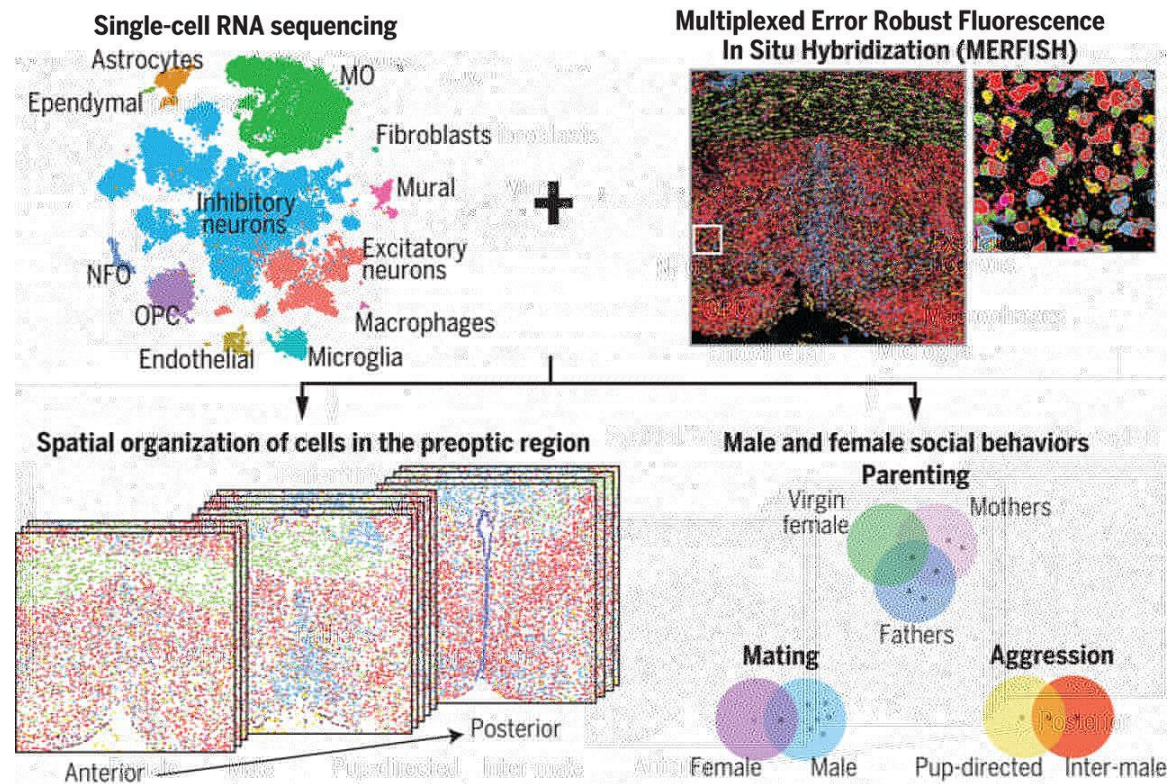 Single-cell RNA sequencing
Astrocytes
MO
Ependymal
Fibroblasts
Mural
Inhibitory
neurons
Excitatory
neurons
NFO
OPC
Macrophages
Endothelial
Microglia
+
Multiplexed Error Robust Fluorescence
In Situ Hybridization (MERFISH)
Spatial organization of cells in the preoptic region
Anterior
Posterior
Male and female social behaviors
Parenting
Virgin
female
Mothers
Fathers
Mating
Female
Male
Aggression
Pup-directed
Inter-male